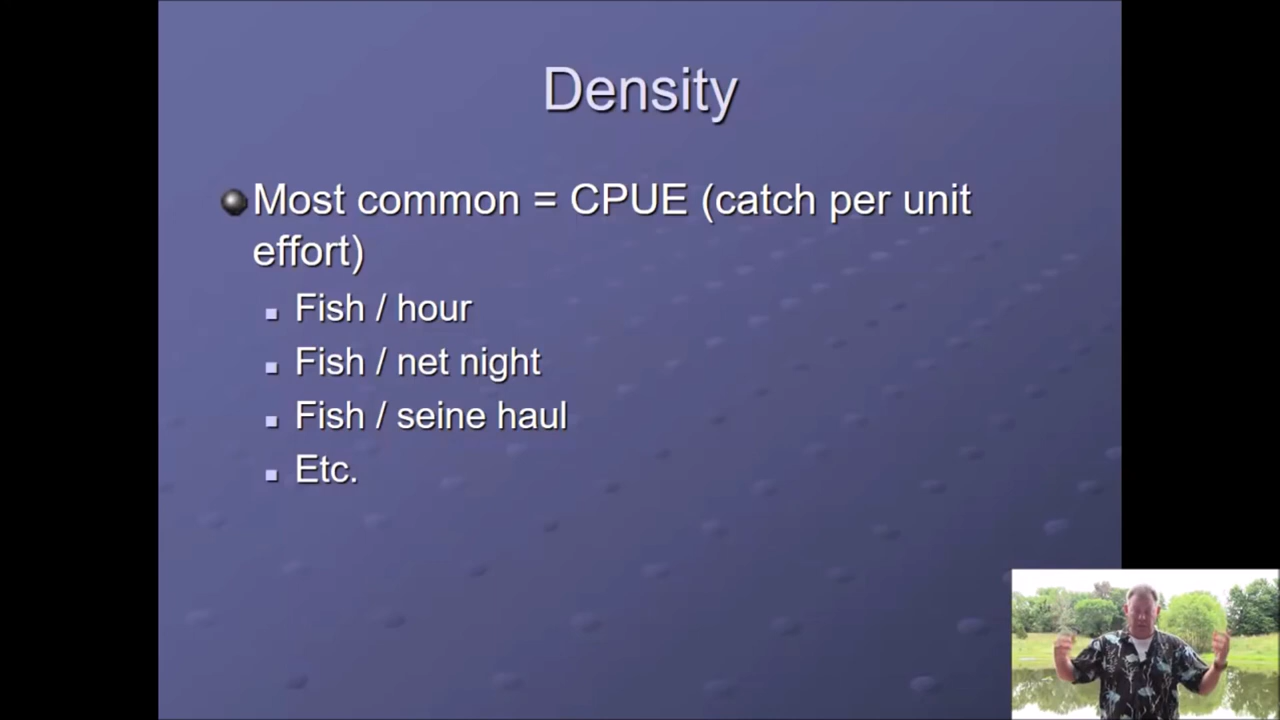 Density
Most common = CPUE (catch per unit
effort)
Fish / hour
Fish / net night
Fish / seine haul
Etc.